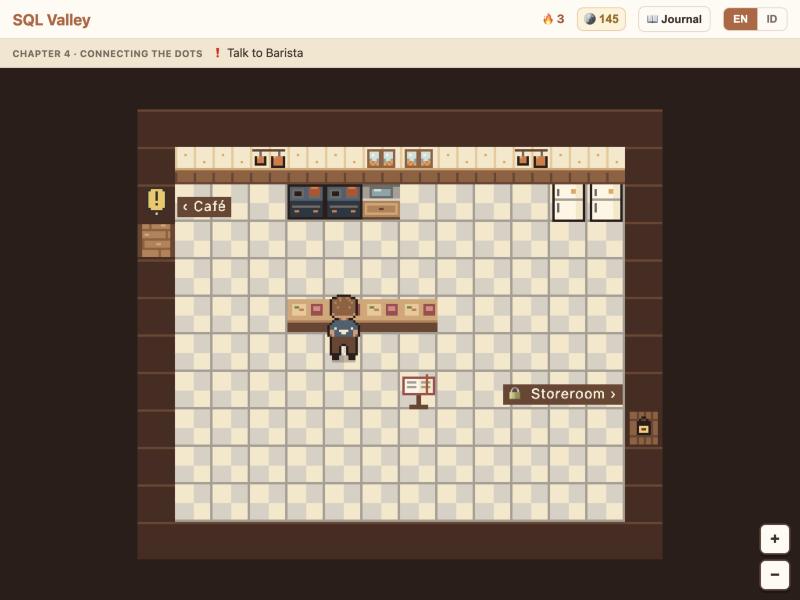 SQL Valley
3
145
Journal
EN
ID
CHAPTER 4 · CONNECTING THE DOTS
! Talk to Barista
‹ Café
Storeroom ›
+
−